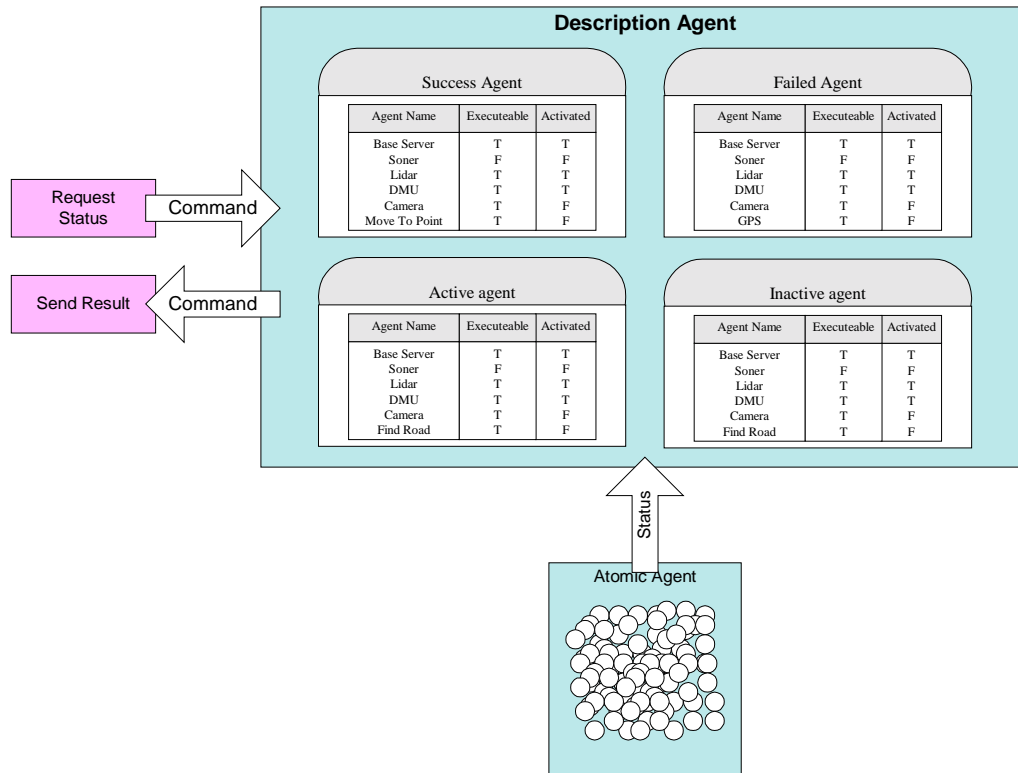 Description Agent
Success Agent
Agent Name Executeable Activated
Base Server T T
Soner F F
Lidar T T
DMU T T
Camera T F
Move To Point T F
Failed Agent
Agent Name Executeable Activated
Base Server T T
Soner F F
Lidar T T
DMU T T
Camera T F
GPS T F
Request
Status
Command
Send Result
Command
Active agent
Agent Name Executeable Activated
Base Server T T
Soner F F
Lidar T T
DMU T T
Camera T F
Find Road T F
Inactive agent
Agent Name Executeable Activated
Base Server T T
Soner F F
Lidar T T
DMU T T
Camera T F
Find Road T F
Status
Atomic Agent